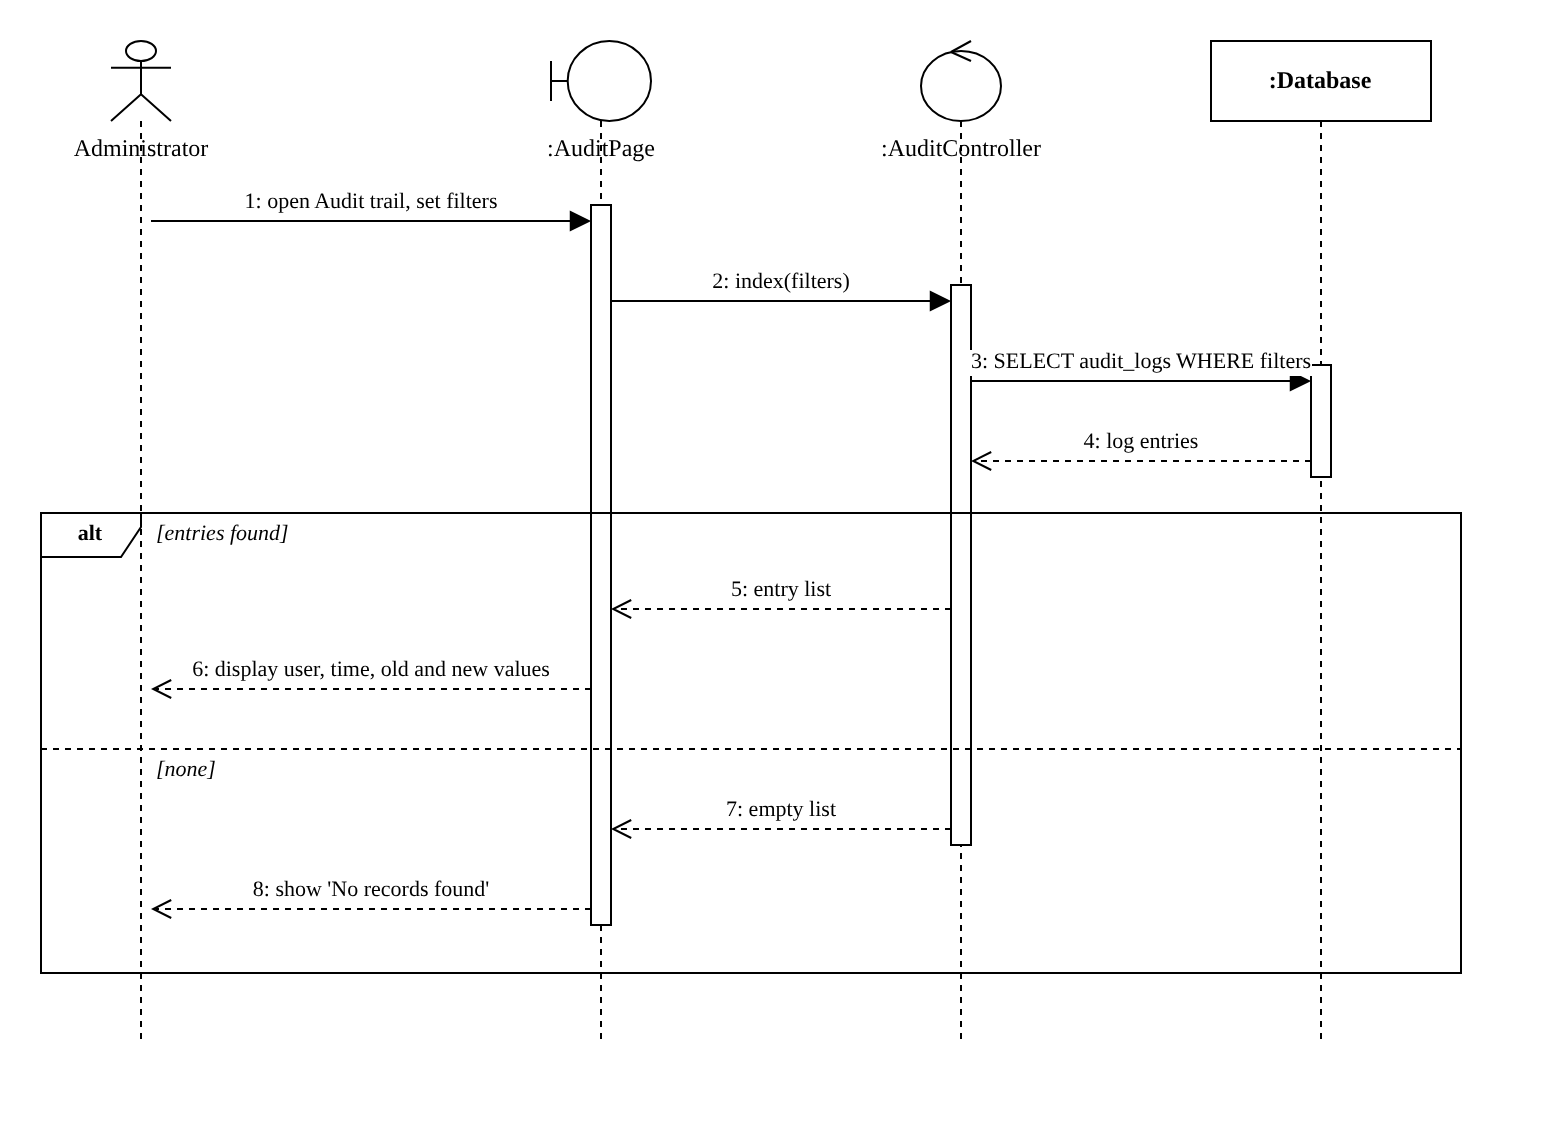 Administrator
:AuditPage
:AuditController
:Database
1: open Audit trail, set filters
2: index(filters)
3: SELECT audit_logs WHERE filters
4: log entries
alt
[entries found]
5: entry list
6: display user, time, old and new values
[none]
7: empty list
8: show 'No records found'